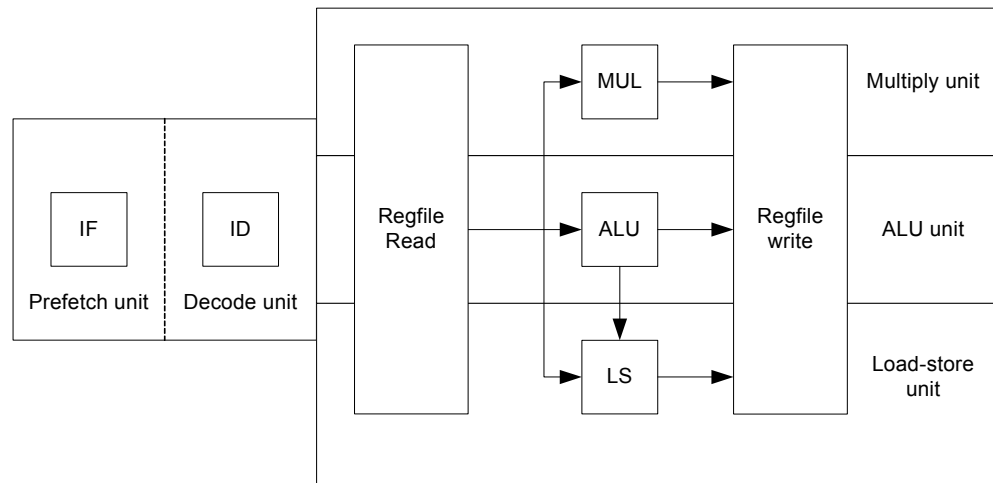 MUL
Multiply unit
IF
ID
Prefetch unit
Decode unit
Regfile
Read
ALU
Regfile
write
ALU unit
LS
Load-store
unit